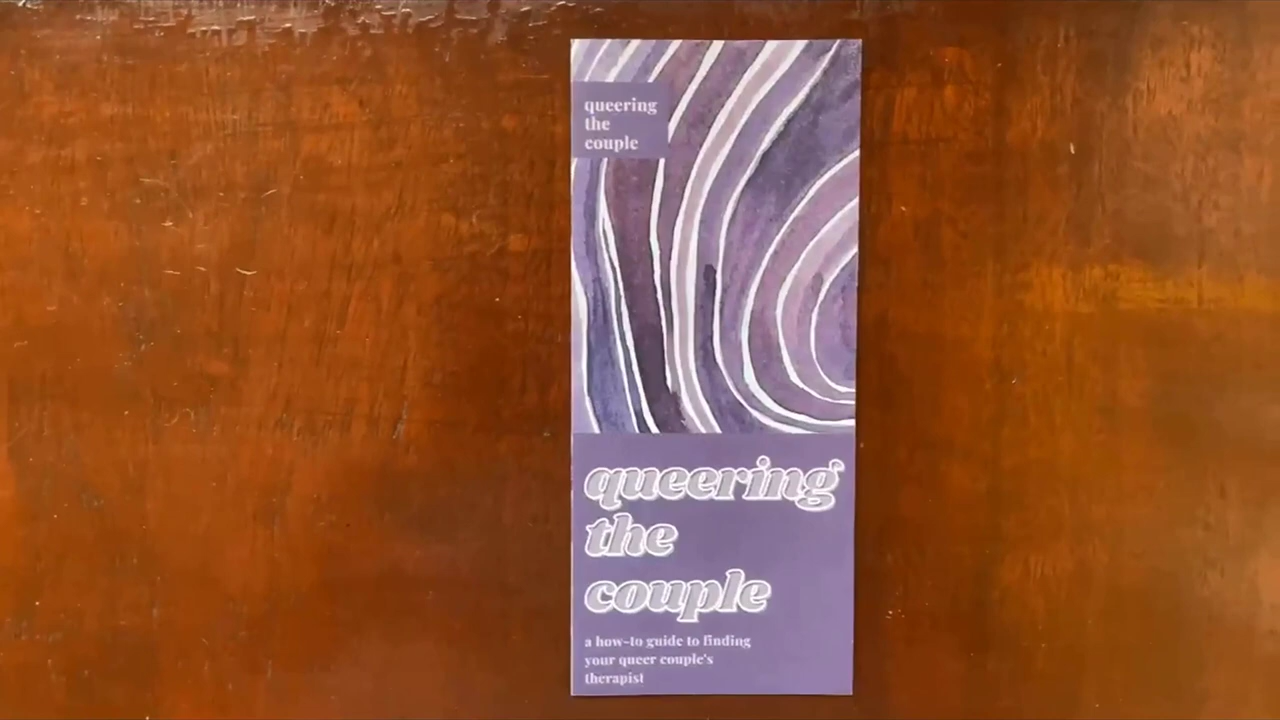 queering
the
couple
queering
the
couple
a how-to guide to finding
your queer couple's
therapist